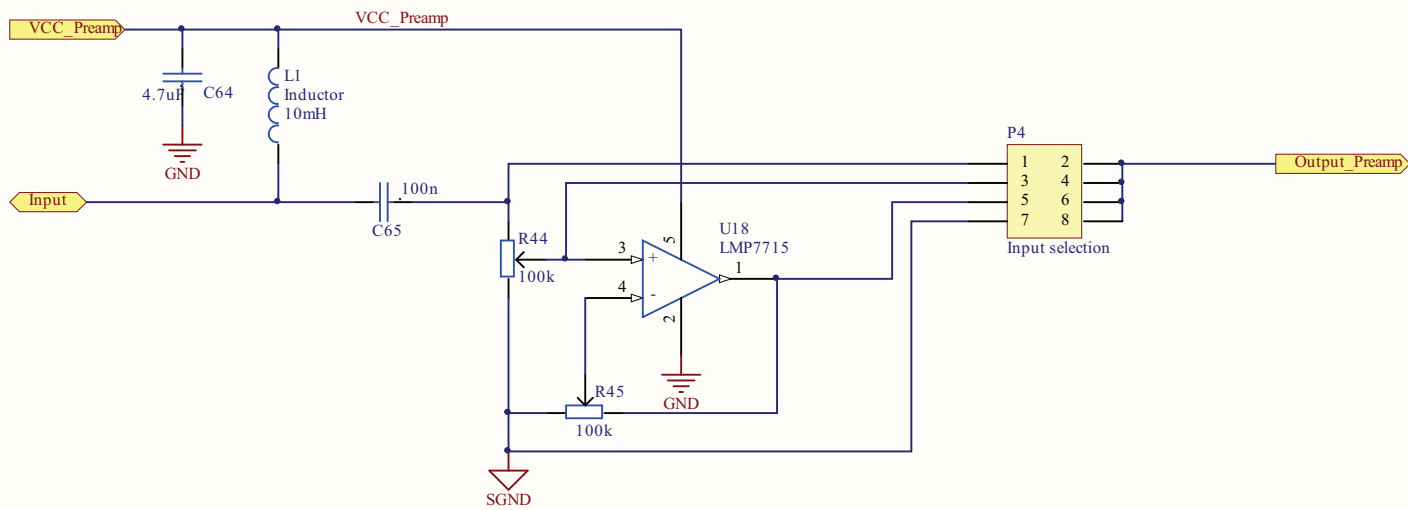 VCC_Preamp
VCC_Preamp
4.7uF
C64
L1
Inductor
10mH
GND
P4
1 2
3 4
5 6
7 8
Input selection
Output_Preamp
Input
100n
C65
R44
100k
3
+
4
-
5
2
1
U18
LMP7715
GND
R45
100k
SGND